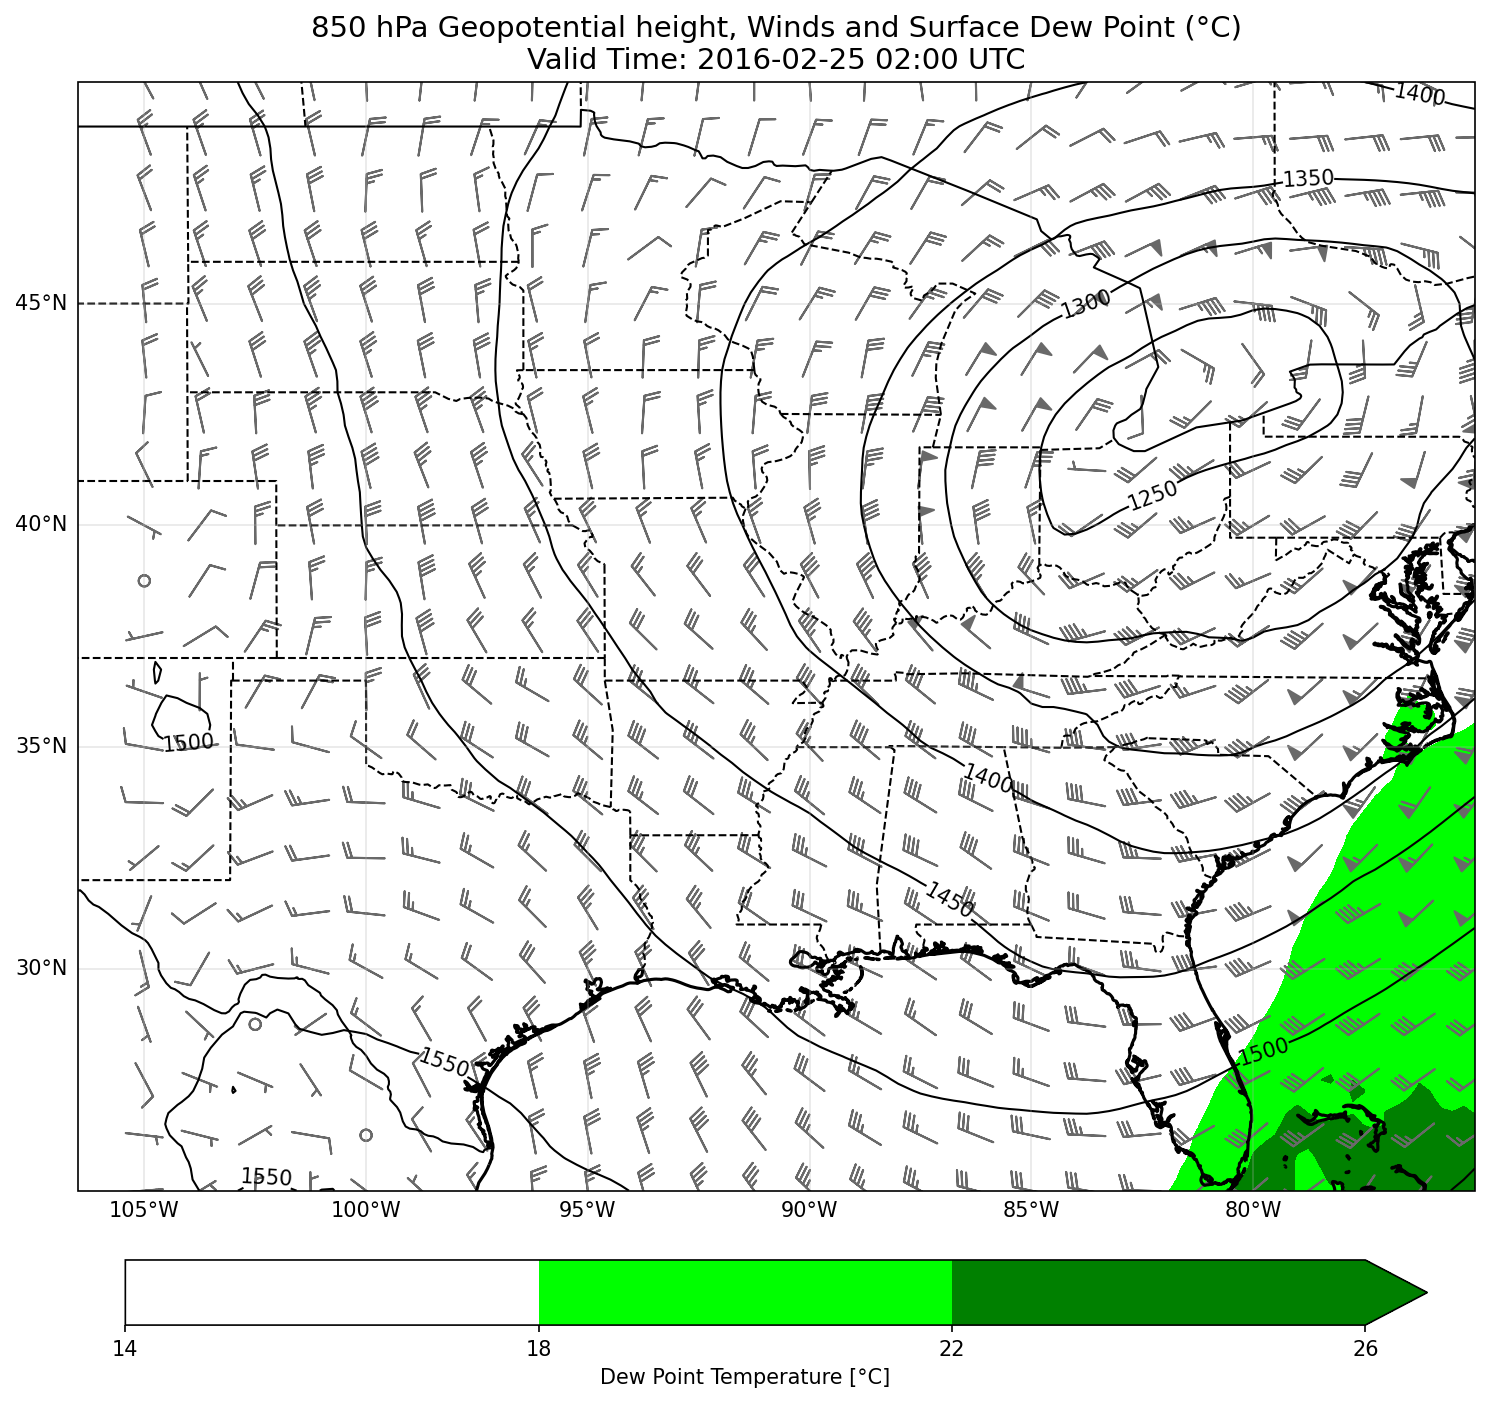 850 hPa Geopotential height, Winds and Surface Dew Point (°C)
Valid Time: 2016-02-25 02:00 UTC
1400
1350
1300
45°N
1250
40°N
1500
35°N
1400
1450
30°N
1500
1550
1550
105°W 100°W 95°W 90°W 85°W 80°W
14 18 22 26
Dew Point Temperature [°C]